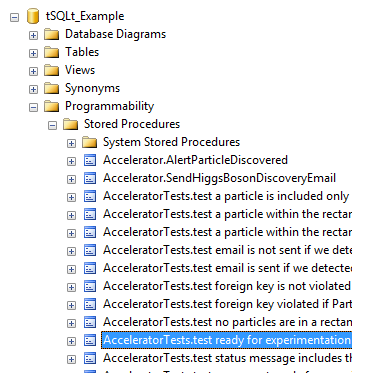 tSQLt_Example
Database Diagrams
Tables
Views
Synonyms
Programmability
Stored Procedures
System Stored Procedures
Accelerator.AlertParticleDiscovered
Accelerator.SendHiggsBosonDiscoveryEmail
AcceleratorTests.test a particle is included only
AcceleratorTests.test a particle within the rectan
AcceleratorTests.test a particle within the rectan
AcceleratorTests.test email is not sent if we dete
AcceleratorTests.test email is sent if we detected
AcceleratorTests.test foreign key is not violated
AcceleratorTests.test foreign key violated if Part
AcceleratorTests.test no particles are in a rectan
AcceleratorTests.test ready for experimentation
AcceleratorTests.test status message includes th